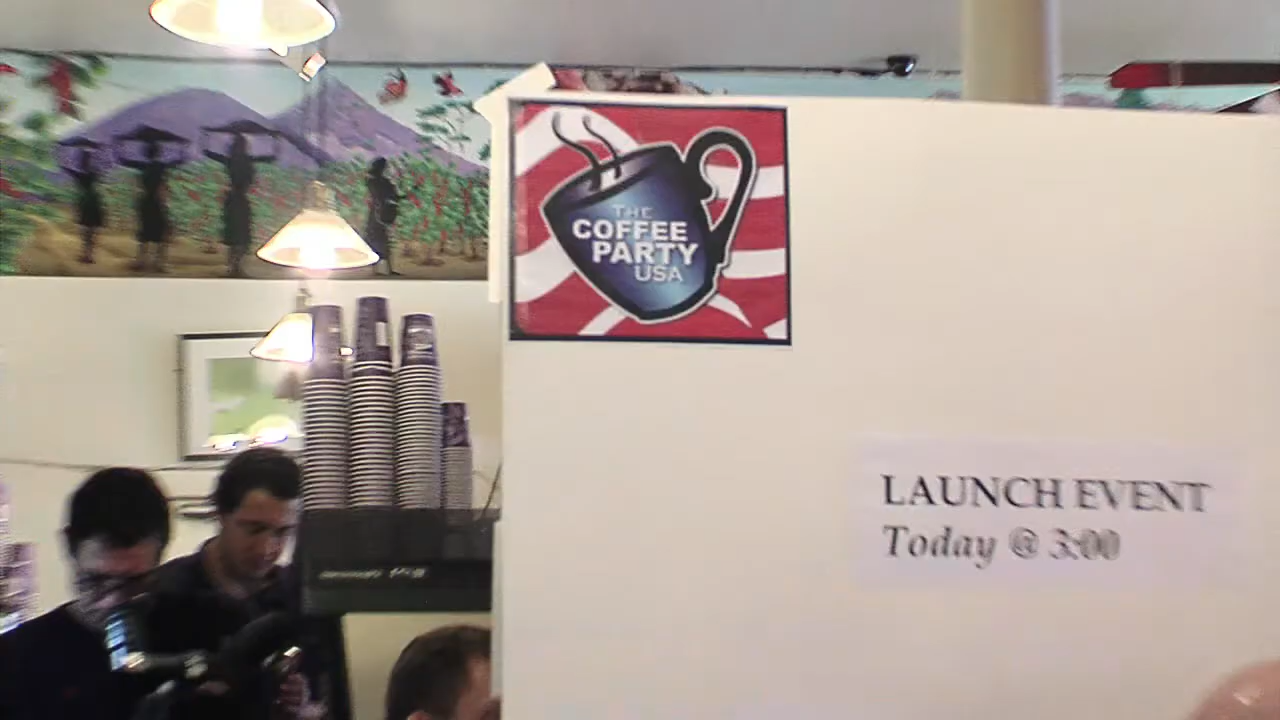 THE
COFFEE
PARTY
USA
LAUNCH EVENT
Today @ 3:00